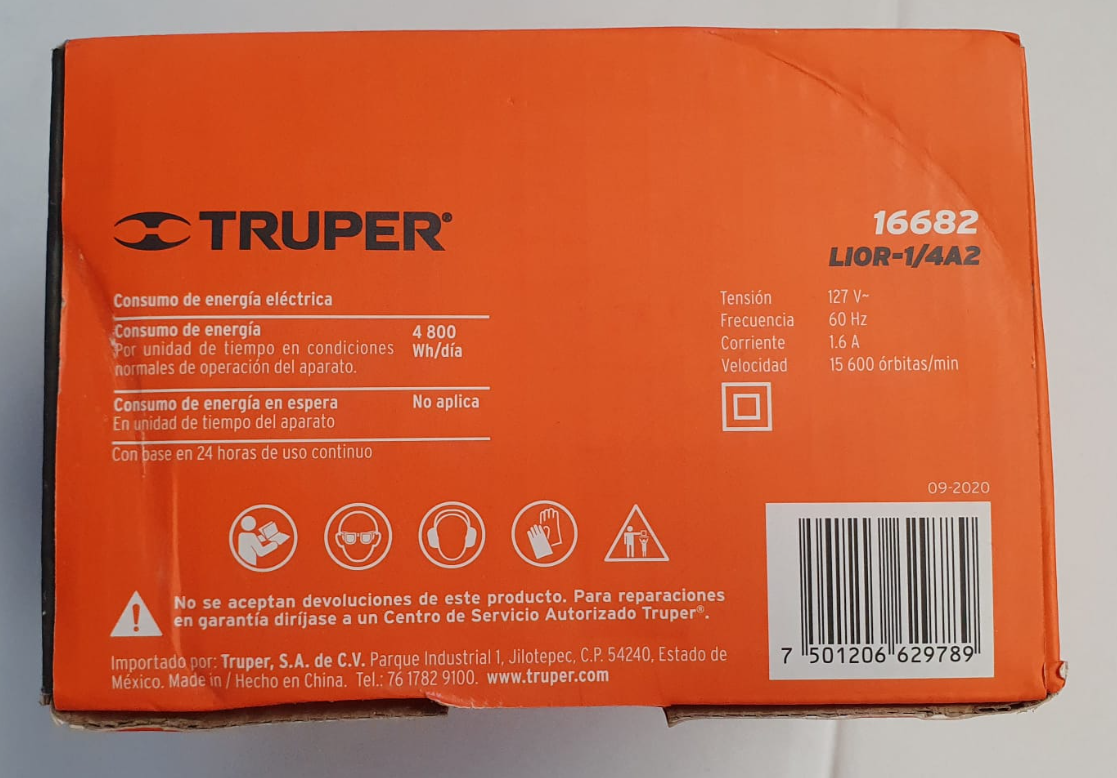 TRUPER®
16682
LIOR-1/4A2
Consumo de energía eléctrica
Consumo de energía 4 800
Por unidad de tiempo en condiciones Wh/día
normales de operación del aparato.
Consumo de energía en espera No aplica
En unidad de tiempo del aparato
Con base en 24 horas de uso continuo
Tensión 127 V~
Frecuencia 60 Hz
Corriente 1.6 A
Velocidad 15 600 órbitas/min
09-2020
No se aceptan devoluciones de este producto. Para reparaciones
en garantía diríjase a un Centro de Servicio Autorizado Truper®.
Importado por: Truper, S.A. de C.V. Parque Industrial 1, Jilotepec, C.P. 54240, Estado de
México. Made in / Hecho en China. Tel.: 76 1782 9100. www.truper.com
7 501206 629789